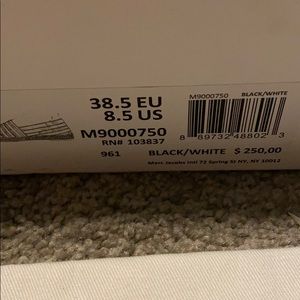 38.5 EU
8.5 US
M9000750
RN# 103837
961 BLACK/WHITE $ 250,00
Marc Jacobs Intl 72 Spring St NY, NY 10012
M9000750 BLACK/WHITE
8 89732 48802 3